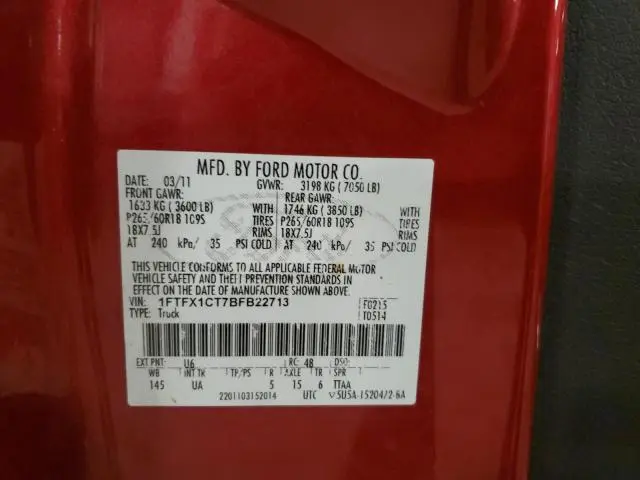 MFD. BY FORD MOTOR CO.
DATE: 03/11 GVWR: 3198 KG ( 7050 LB)
FRONT GAWR: REAR GAWR:
1633 KG ( 3600 LB) WITH 1746 KG ( 3850 LB) WITH
P265/60R18 109S TIRES P265/60R18 109S TIRES
18X7.5J RIMS 18X7.5J RIMS
AT 240 kPa/ 35 PSI COLD AT 240 kPa/ 35 PSI COLD
THIS VEHICLE CONFORMS TO ALL APPLICABLE FEDERAL MOTOR
VEHICLE SAFETY AND THEFT PREVENTION STANDARDS IN
EFFECT ON THE DATE OF MANUFACTURE SHOWN ABOVE.
VIN: 1FTFX1CT7BFB22713 F0215
TYPE: Truck T0514
EXT PNT: U6 RC: 48 DSO:
WB INT TR TP/PS R AXLE TR SPR
145 UA 5 15 6 TTAA
2201103152014 UTC